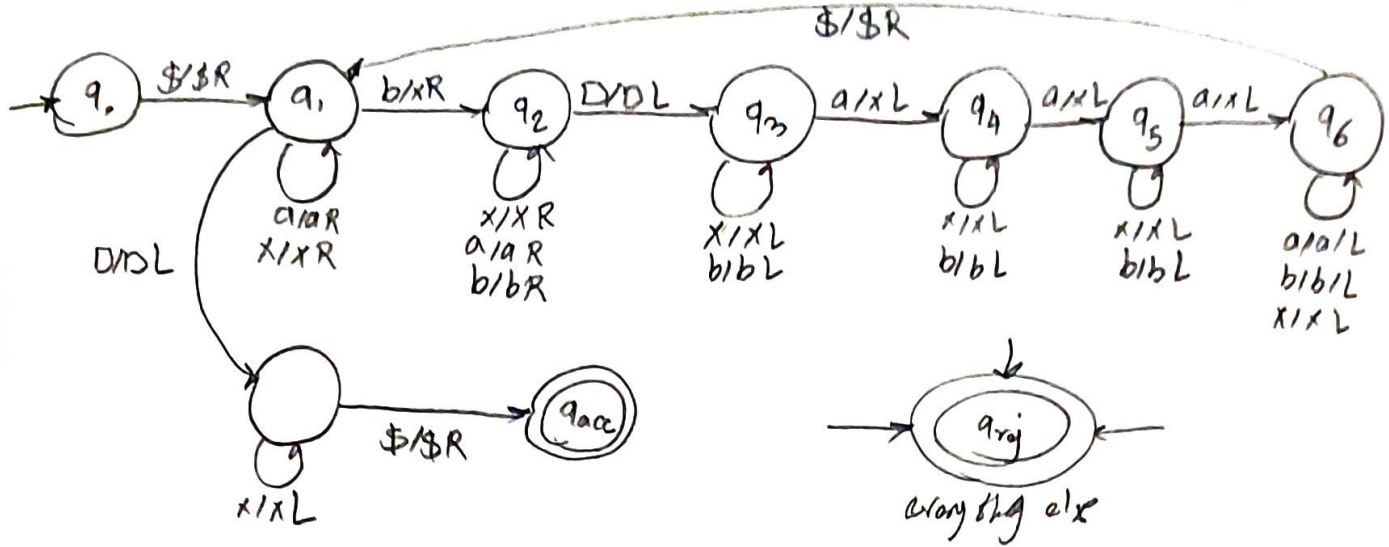 $/$R
$/$R
b/xR
□/□L
a/xL
a/xL
a/xL
q₀
q₁
q₂
q₃
q₄
q₅
q₆
a/aR
x/xR
x/xR
a/aR
b/bR
x/xL
b/bL
x/xL
b/bL
x/xL
b/bL
a/a/L
b/b/L
x/xL
□/□L
$/$R
qacc
qrej
x/xL